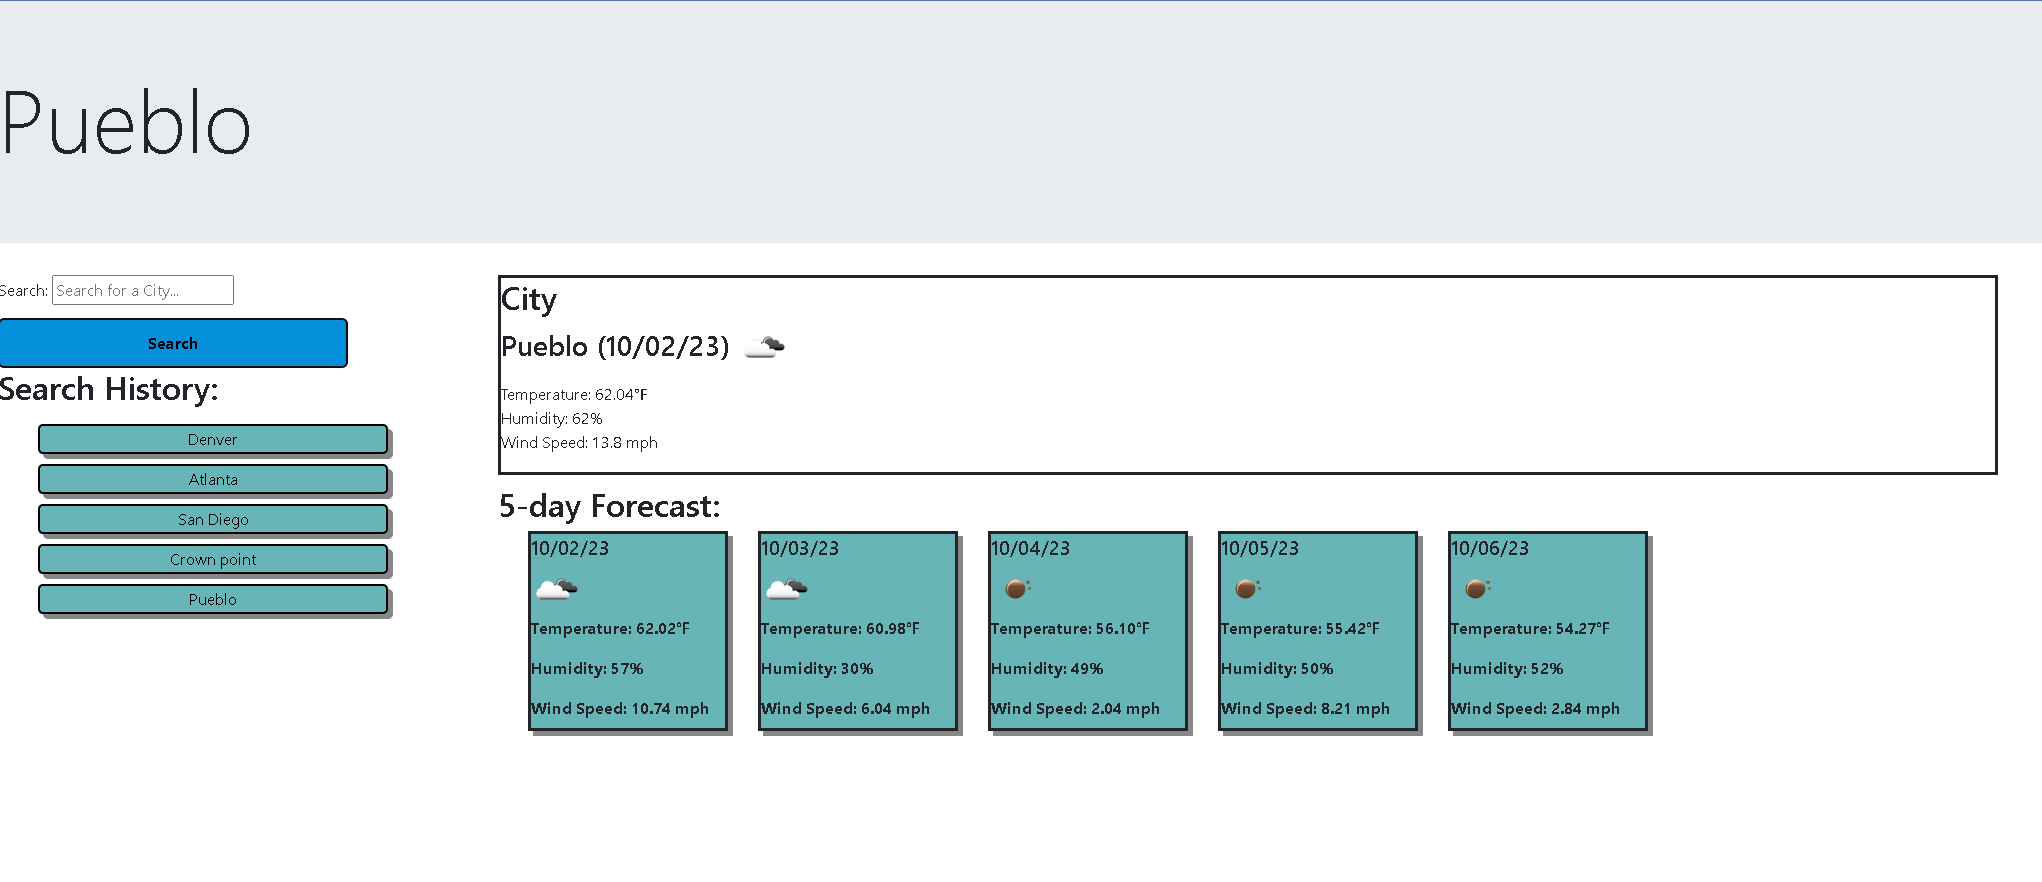 Pueblo
Search: Search for a City...
Search
Search History:
Denver
Atlanta
San Diego
Crown point
Pueblo
City
Pueblo (10/02/23)
Temperature: 62.04°F
Humidity: 62%
Wind Speed: 13.8 mph
5-day Forecast:
10/02/23
Temperature: 62.02°F
Humidity: 57%
Wind Speed: 10.74 mph
10/03/23
Temperature: 60.98°F
Humidity: 30%
Wind Speed: 6.04 mph
10/04/23
Temperature: 56.10°F
Humidity: 49%
Wind Speed: 2.04 mph
10/05/23
Temperature: 55.42°F
Humidity: 50%
Wind Speed: 8.21 mph
10/06/23
Temperature: 54.27°F
Humidity: 52%
Wind Speed: 2.84 mph